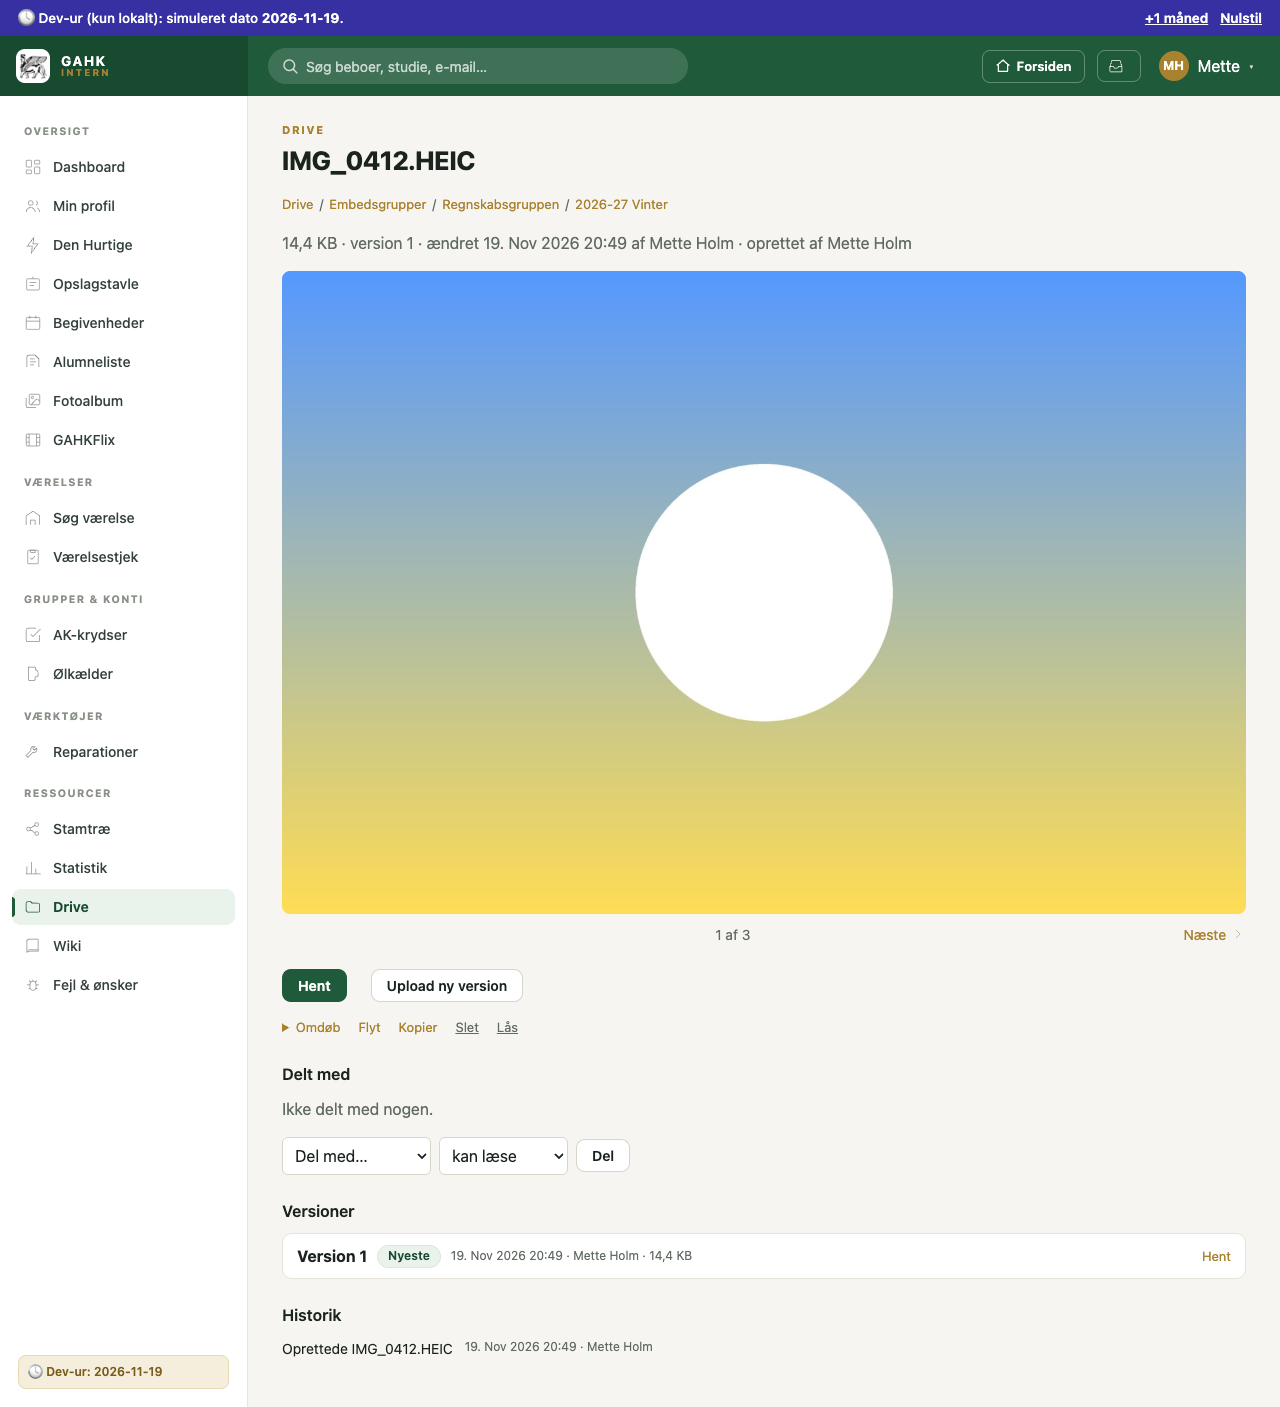 Dev-ur (kun lokalt): simuleret dato 2026-11-19.
+1 måned Nulstil
GAHK
INTERN
Søg beboer, studie, e-mail...
Forsiden
MH Mette
OVERSIGT
Dashboard
Min profil
Den Hurtige
Opslagstavle
Begivenheder
Alumneliste
Fotoalbum
GAHKFlix
VÆRELSER
Søg værelse
Værelsestjek
GRUPPER & KONTI
AK-krydser
Ølkælder
VÆRKTØJER
Reparationer
RESSOURCER
Stamtræ
Statistik
Drive
Wiki
Fejl & ønsker
Dev-ur: 2026-11-19
DRIVE
IMG_0412.HEIC
Drive / Embedsgrupper / Regnskabsgruppen / 2026-27 Vinter
14,4 KB · version 1 · ændret 19. Nov 2026 20:49 af Mette Holm · oprettet af Mette Holm
1 af 3
Næste
Hent Upload ny version
Omdøb Flyt Kopier Slet Lås
Delt med
Ikke delt med nogen.
Del med... kan læse Del
Versioner
Version 1 Nyeste 19. Nov 2026 20:49 · Mette Holm · 14,4 KB Hent
Historik
Oprettede IMG_0412.HEIC 19. Nov 2026 20:49 · Mette Holm